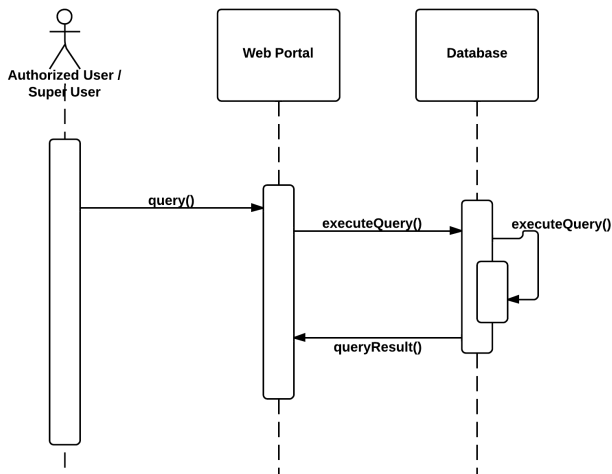 Authorized User /
Super User
Web Portal
Database
query()
executeQuery()
executeQuery()
queryResult()